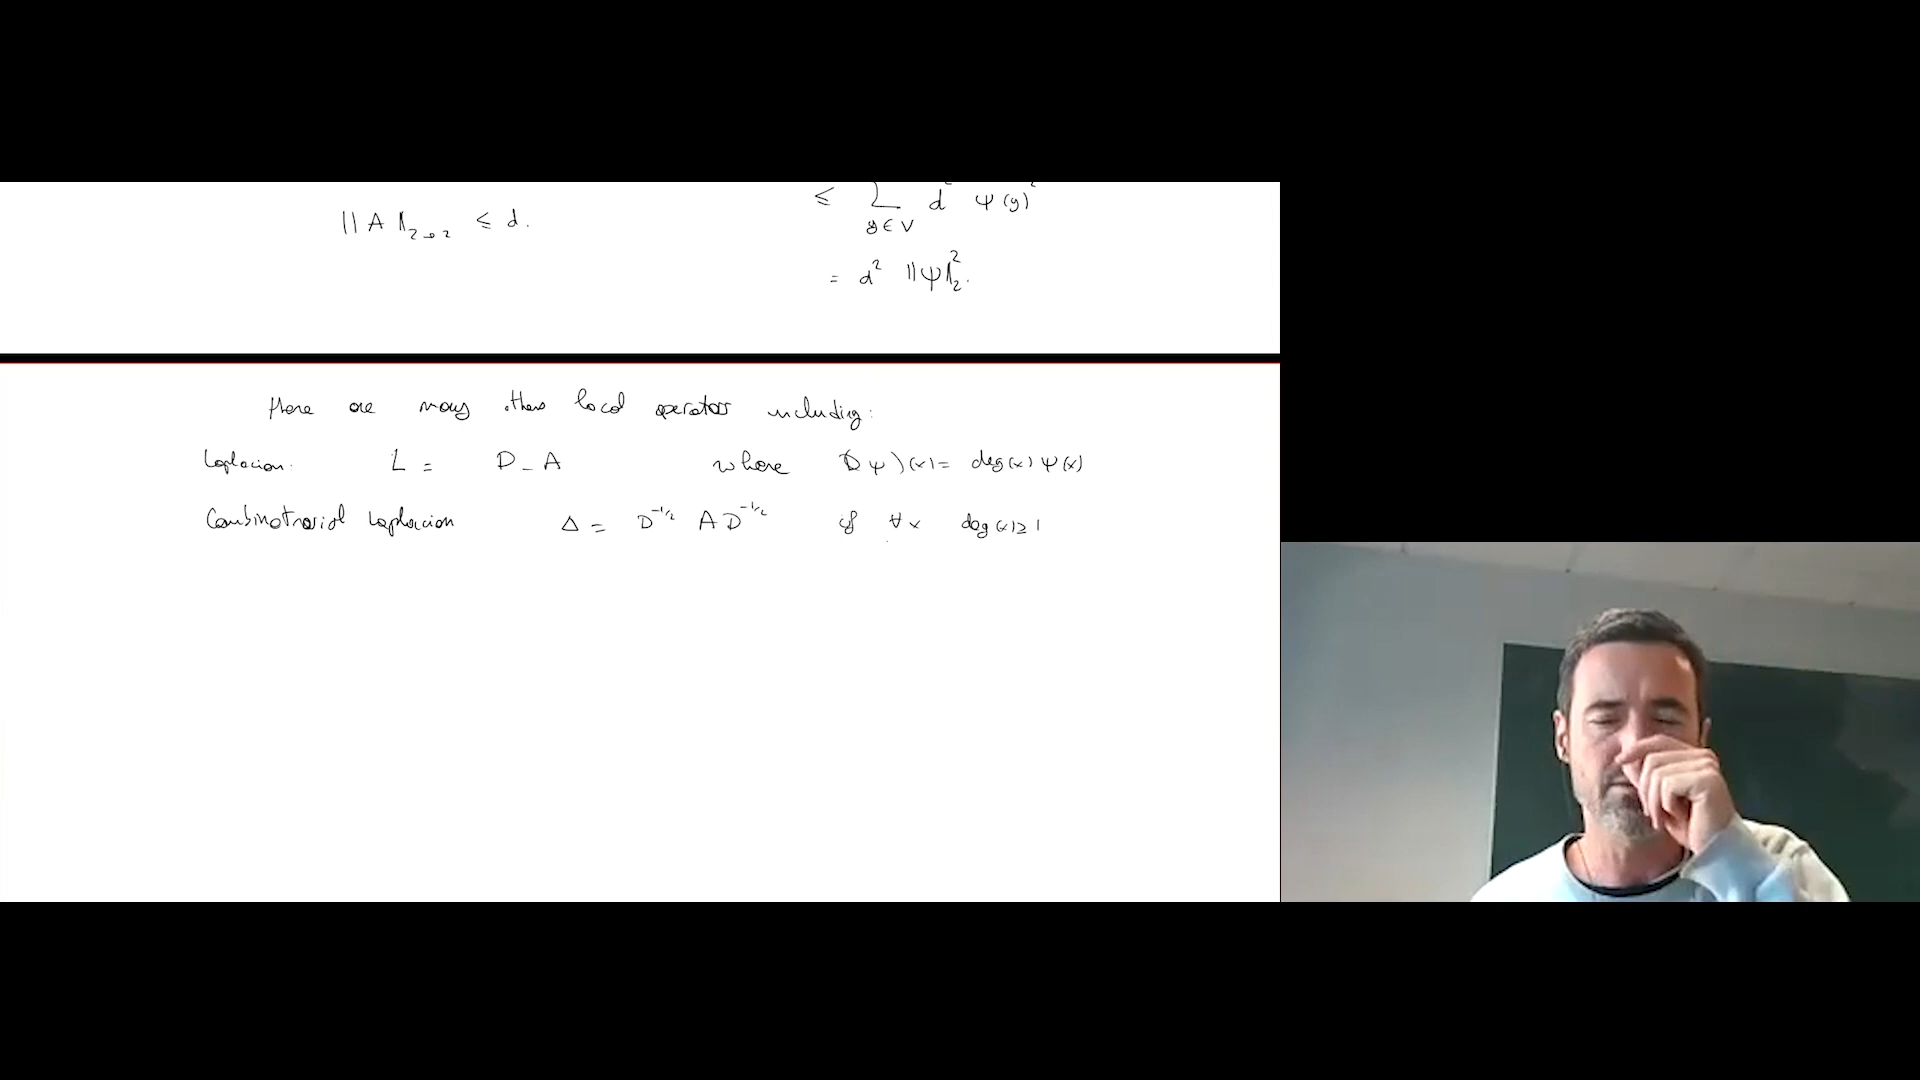 ‖A‖₂→₂ ≤ d.
≤ Σ d² ψ(y)²
y∈V
= d² ‖ψ‖₂².
there are many other local operators including:
Laplacian: L = D - A where (Dψ)(x) = deg(x) ψ(x)
Combinatorial Laplacian Δ = D^{-1/2} A D^{-1/2} if ∀x deg(x) ≥ 1